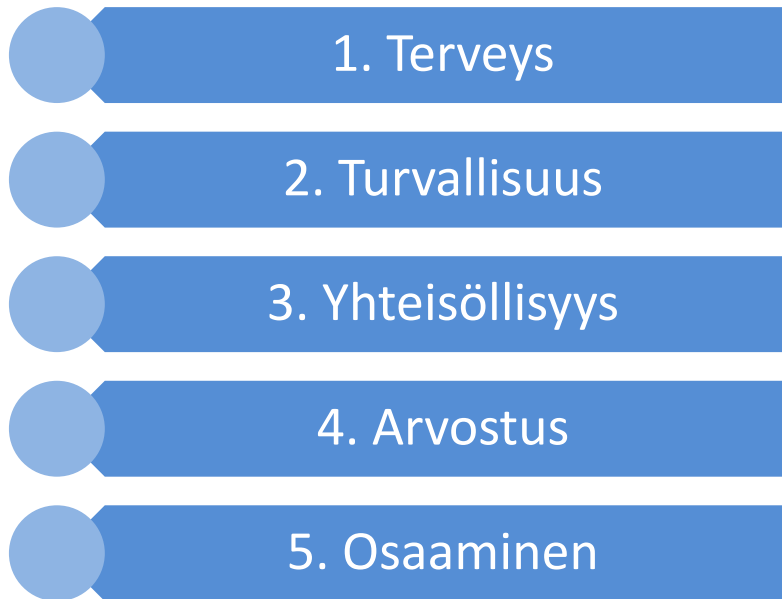 1. Terveys
2. Turvallisuus
3. Yhteisöllisyys
4. Arvostus
5. Osaaminen